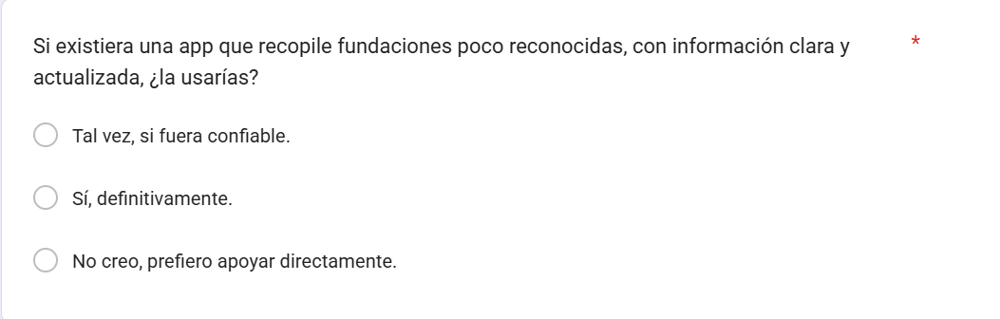 Si existiera una app que recopile fundaciones poco reconocidas, con información clara y *
actualizada, ¿la usarías?
Tal vez, si fuera confiable.
Sí, definitivamente.
No creo, prefiero apoyar directamente.